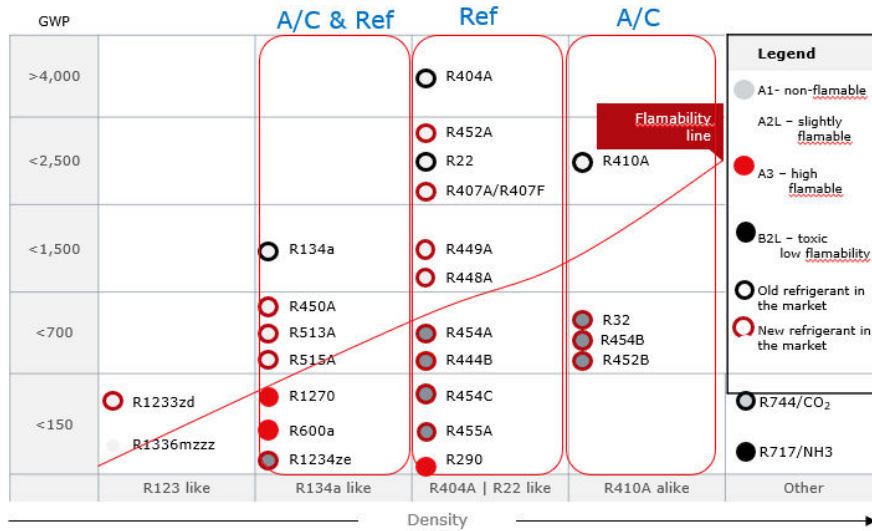 GWP
A/C & Ref
Ref
A/C
>4,000
R404A
<2,500
R452A
R22
R407A/R407F
R410A
Flamability
line
<1,500
R134a
R449A
R448A
<700
R450A
R513A
R515A
R454A
R444B
R32
R454B
R452B
<150
R1233zd
R1336mzzz
R1270
R600a
R1234ze
R454C
R455A
R290
R744/CO₂
R717/NH3
R123 like
R134a like
R404A | R22 like
R410A alike
Other
Density
Legend
A1- non-flamable
A2L – slightly
flamable
A3 – high
flamable
B2L – toxic
low flamability
Old refrigerant in
the market
New refrigerant in
the market